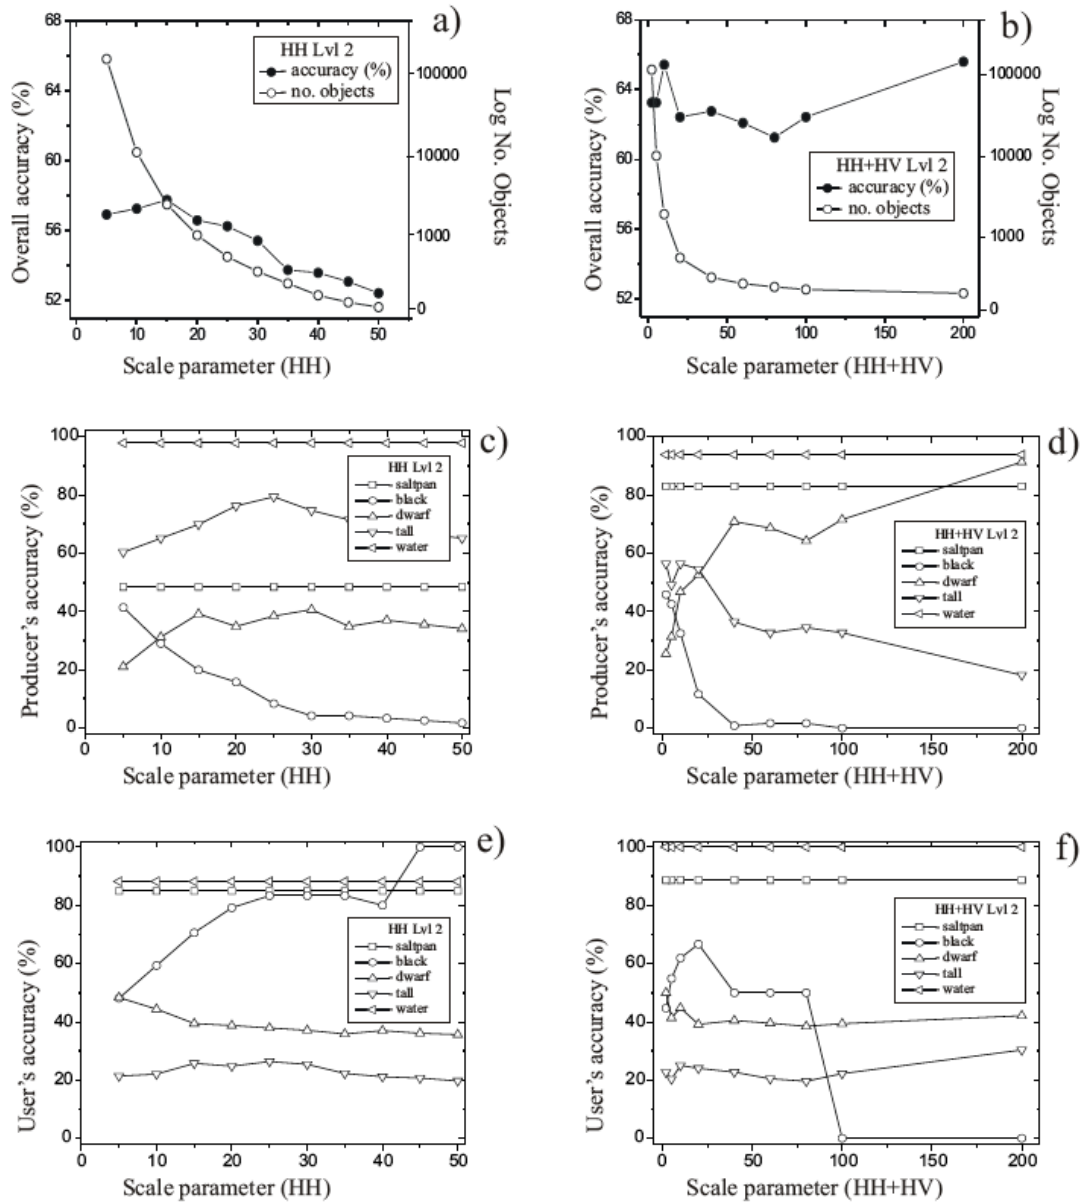 a)
68
64
60
56
52
Overall accuracy (%)
HH Lvl 2
accuracy (%)
no. objects
100000
10000
1000
0
Log No. Objects
0 10 20 30 40 50
Scale parameter (HH)
b)
68
64
60
56
52
Overall accuracy (%)
HH+HV Lvl 2
accuracy (%)
no. objects
100000
10000
1000
0
Log No. Objects
0 50 100 150 200
Scale parameter (HH+HV)
c)
100
80
60
40
20
0
Producer's accuracy (%)
HH Lvl 2
saltpan
black
dwarf
tall
water
0 10 20 30 40 50
Scale parameter (HH)
d)
100
80
60
40
20
0
Producer's accuracy (%)
HH+HV Lvl 2
saltpan
black
dwarf
tall
water
0 50 100 150 200
Scale parameter (HH+HV)
e)
100
80
60
40
20
0
User's accuracy (%)
HH Lvl 2
saltpan
black
dwarf
tall
water
0 10 20 30 40 50
Scale parameter (HH)
f)
100
80
60
40
20
0
User's accuracy (%)
HH+HV Lvl 2
saltpan
black
dwarf
tall
water
0 50 100 150 200
Scale parameter (HH+HV)